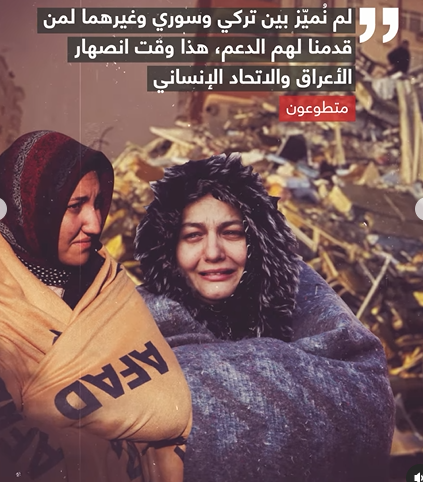 لم نُميّز بين تركي وسوري وغيرهما لمن
قدمنا لهم الدعم، هذا وقت انصهار
الأعراق والاتحاد الإنساني
متطوعون
AFAD